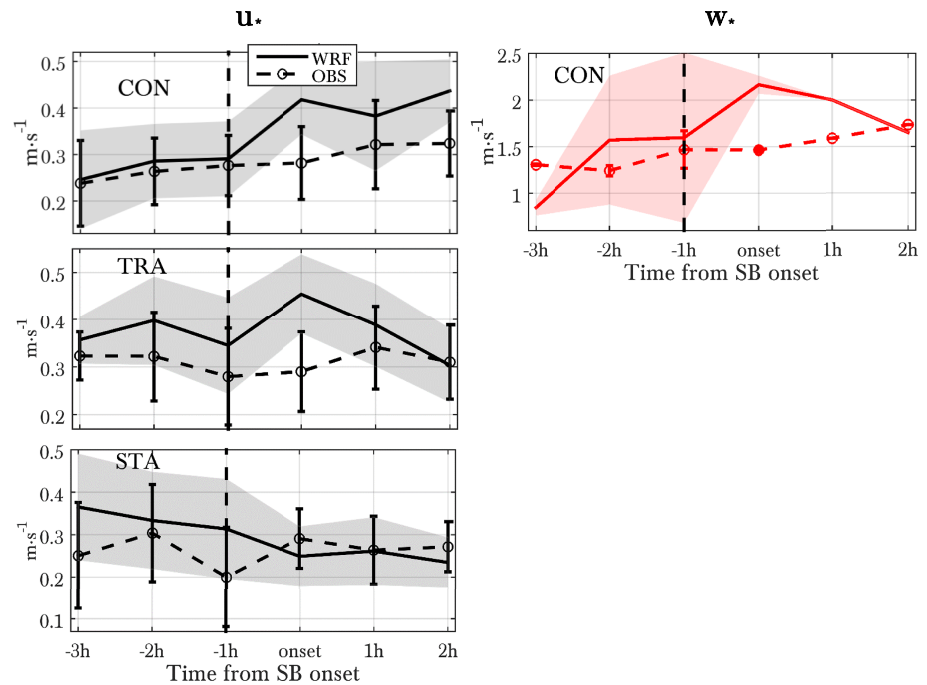 u*
w*
WRF
OBS
CON
0.5
0.4
0.3
0.2
m·s-1
TRA
0.5
0.4
0.3
0.2
m·s-1
STA
0.5
0.4
0.3
0.2
0.1
m·s-1
-3h -2h -1h onset 1h 2h
Time from SB onset
CON
2.5
2
1.5
1
m·s-1
-3h -2h -1h onset 1h 2h
Time from SB onset